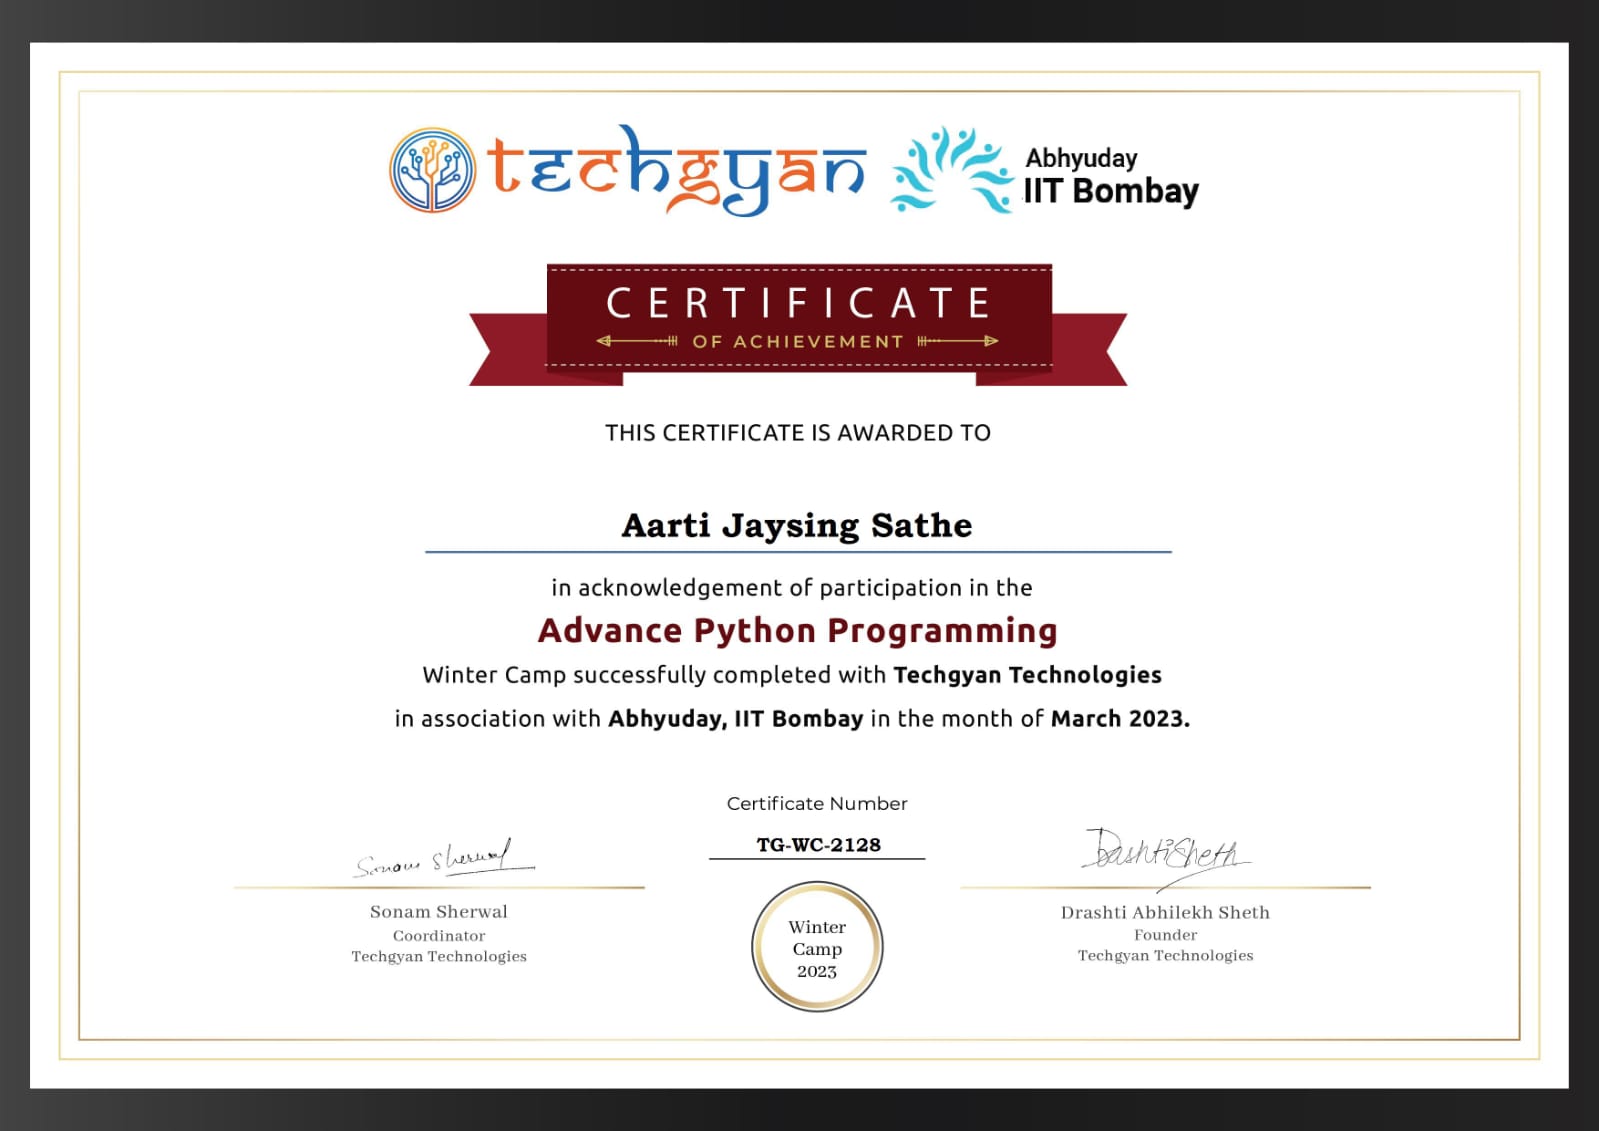 techgyan
Abhyuday
IIT Bombay
CERTIFICATE
OF ACHIEVEMENT
THIS CERTIFICATE IS AWARDED TO
Aarti Jaysing Sathe
in acknowledgement of participation in the
Advance Python Programming
Winter Camp successfully completed with Techgyan Technologies
in association with Abhyuday, IIT Bombay in the month of March 2023.
Certificate Number
TG-WC-2128
Sonam Sherwal
Sonam Sherwal
Coordinator
Techgyan Technologies
Winter
Camp
2023
DrashtiSheth
Drashti Abhilekh Sheth
Founder
Techgyan Technologies